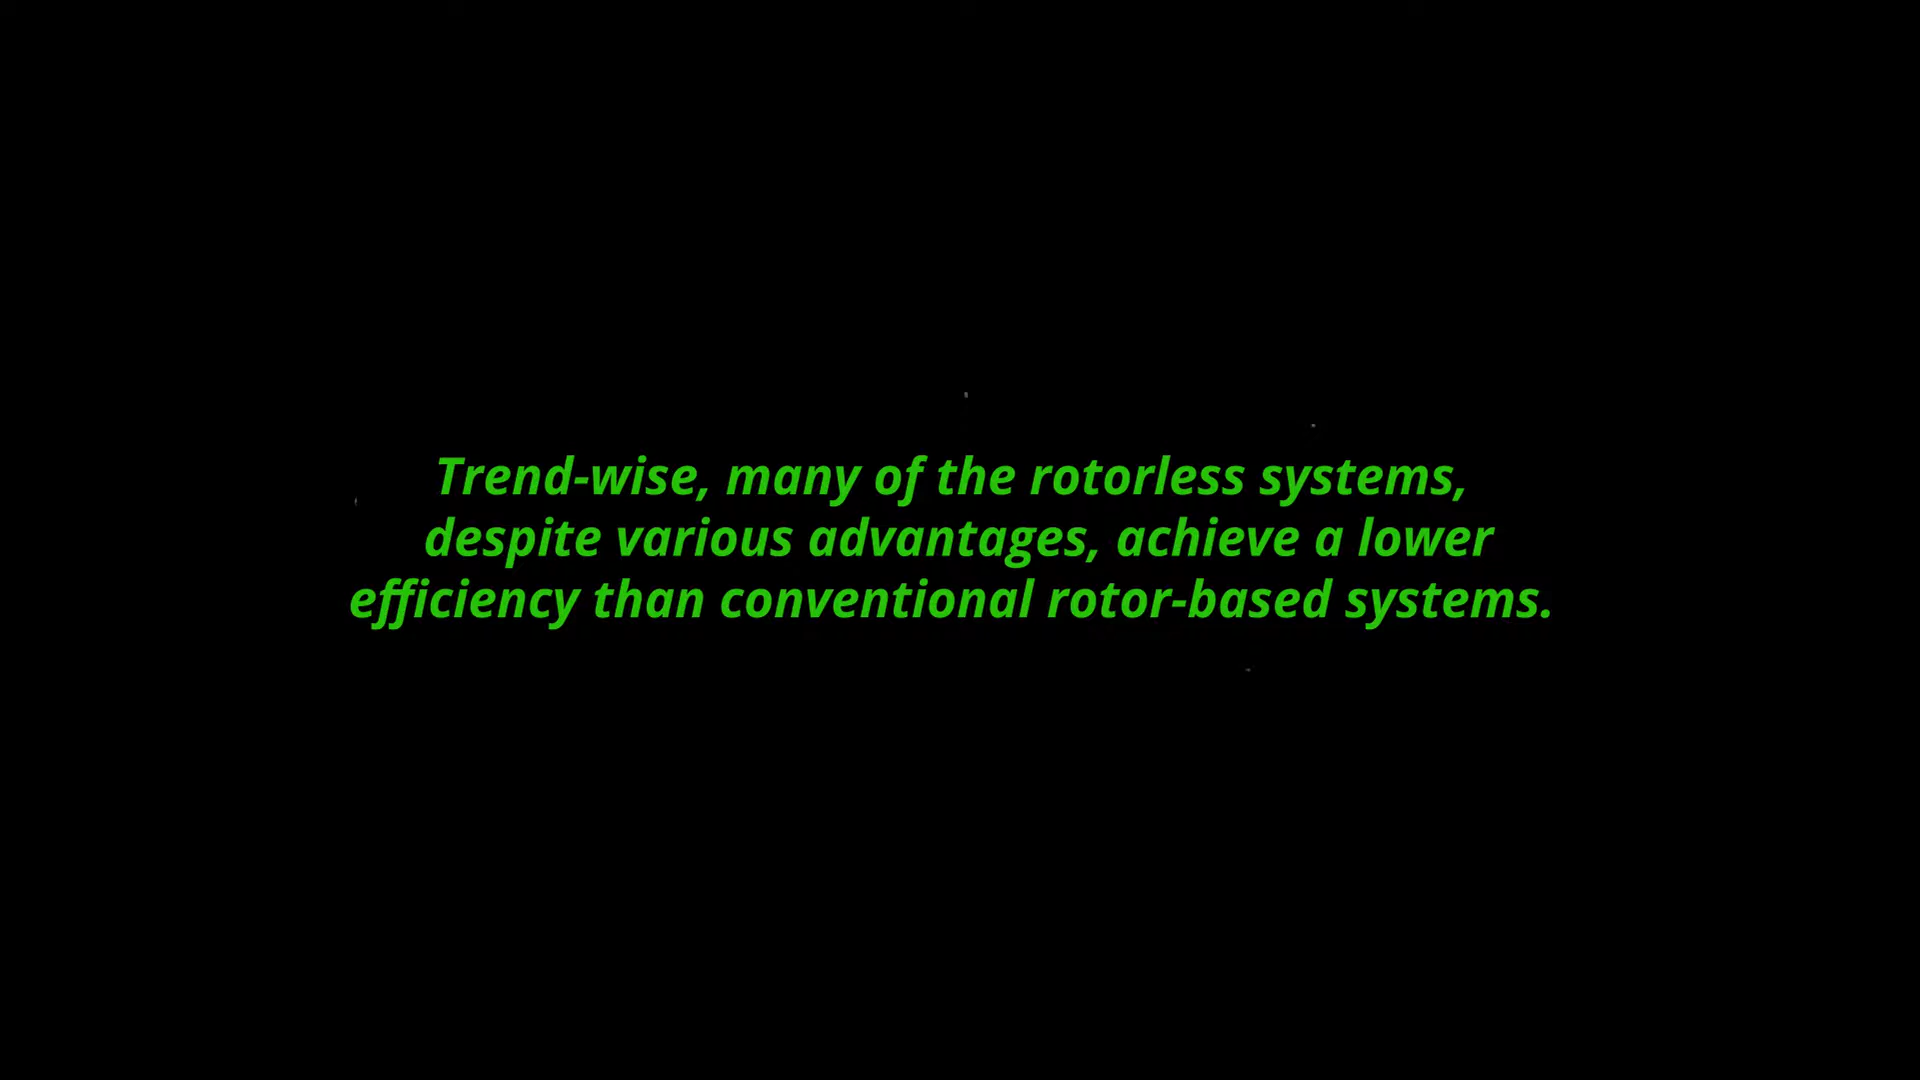 Trend-wise, many of the rotorless systems,
despite various advantages, achieve a lower
efficiency than conventional rotor-based systems.